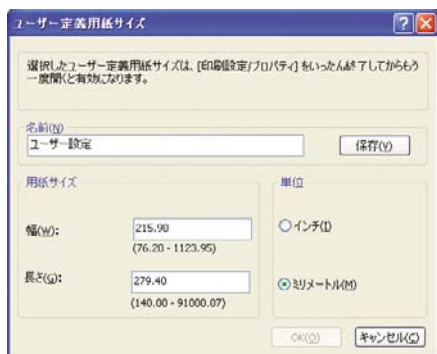 ユーザー定義用紙サイズ
選択したユーザー定義用紙サイズは、[印刷設定/プロパティ]をいったん終了してからもう
一度開くと有効になります。
名前(N)
ユーザー設定
保存(V)
用紙サイズ
単位
幅(W):
215.90
(76.20 - 1123.95)
インチ(I)
長さ(G):
279.40
(140.00 - 91000.07)
ミリメートル(M)
OK(O)
キャンセル(C)